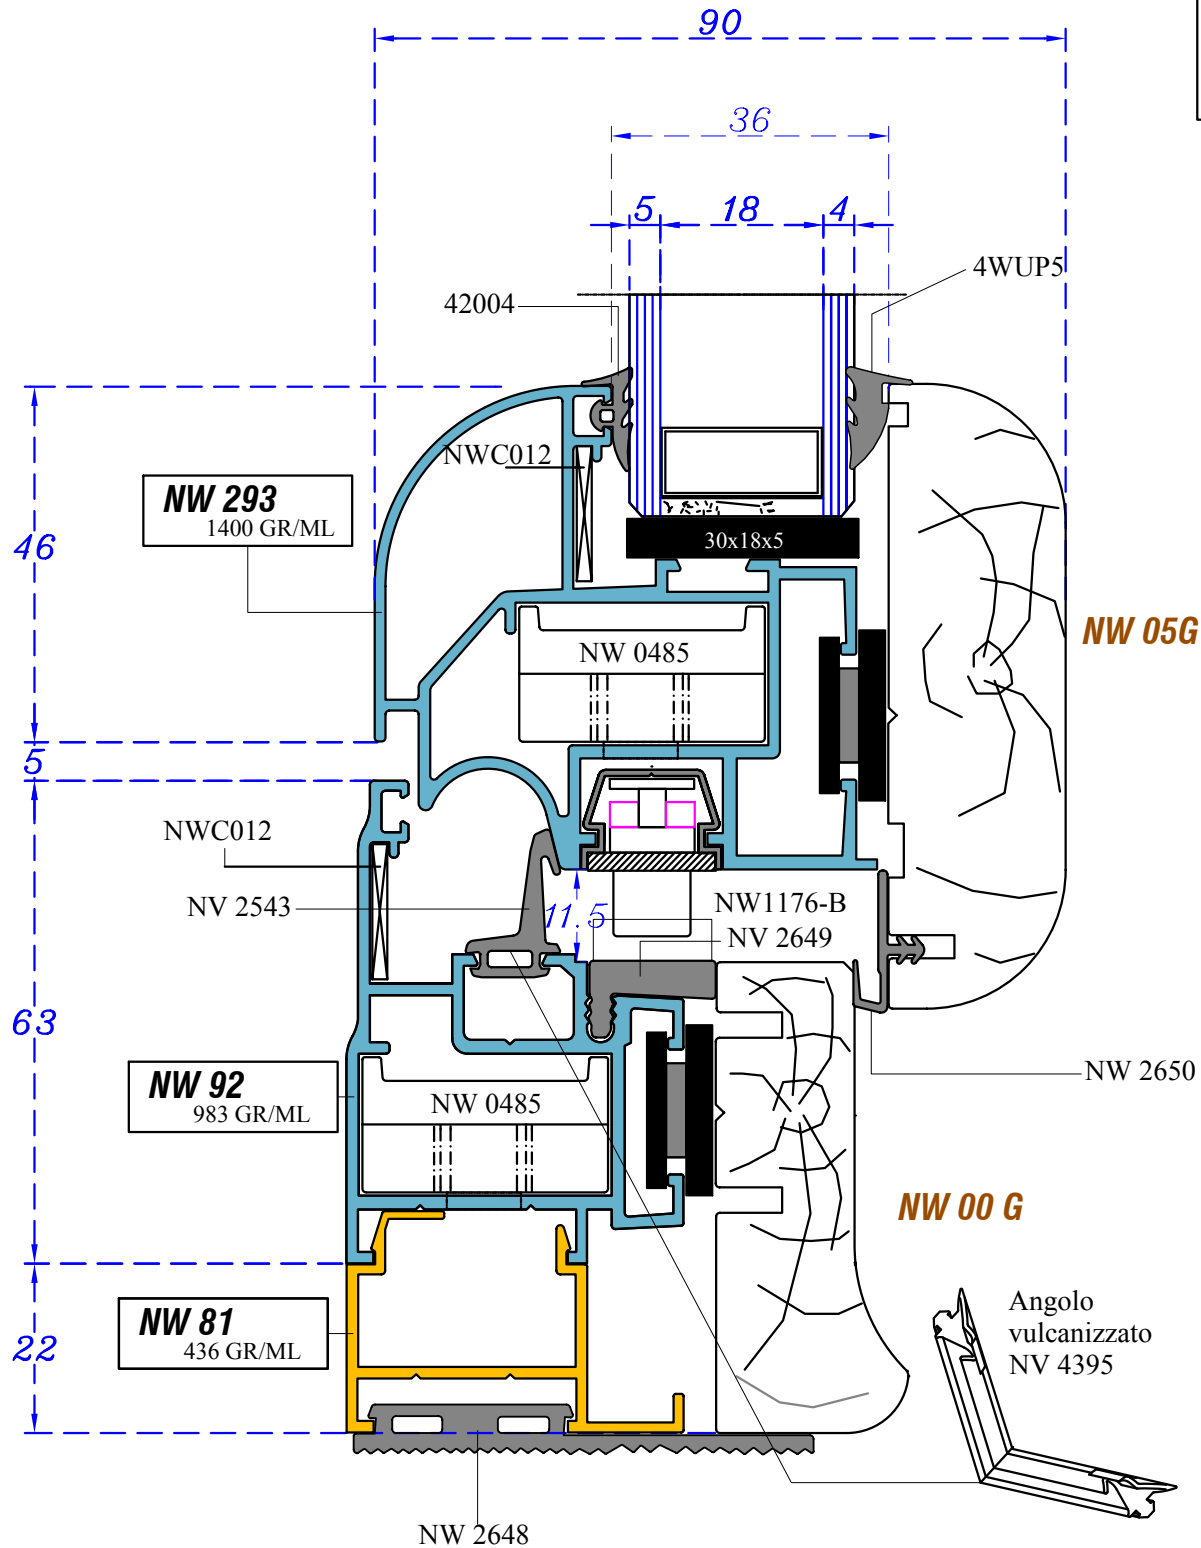 90
36
5
18
4
4WUP5
42004
NWC012
NW 293
1400 GR/ML
30x18x5
46
NW 05G
NW 0485
5
NWC012
NV 2543
11.5
NW1176-B
NV 2649
63
NW 2650
NW 92
983 GR/ML
NW 0485
NW 00 G
Angolo
vulcanizzato
NV 4395
NW 81
436 GR/ML
22
NW 2648